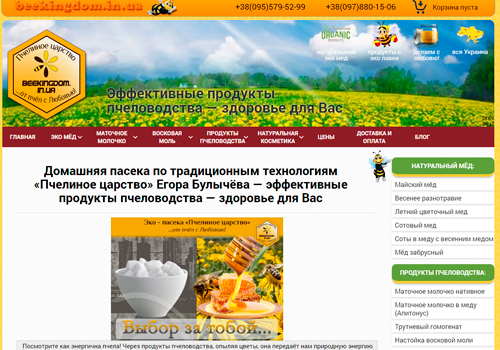 beekingdom.in.ua
+38(095)579-52-99
+38(097)880-15-06
Корзина пуста
Пчелиное царство
BEEKINGDOM.
IN.UA
...от пчёл с Любовью!
ORGANIC
натуральный
эко мед
продукты с
эко лавки
делаем с
любовью!
вся Украина
Эффективные продукты
пчеловодства — здоровье для Вас
ГЛАВНАЯ
ЭКО МЁД
МАТОЧНОЕ
МОЛОЧКО
ВОСКОВАЯ
МОЛЬ
ПРОДУКТЫ
ПЧЕЛОВОДСТВА
НАТУРАЛЬНАЯ
КОСМЕТИКА
ЦЕНЫ
ДОСТАВКА И
ОПЛАТА
БЛОГ
Домашняя пасека по традиционным технологиям
«Пчелиное царство» Егора Булычёва — эффективные
продукты пчеловодства — здоровье для Вас
Эко - пасека «Пчелиное царство»
...от пчёл с Любовью!
Выбор за тобой...
Посмотрите как энергична пчела! Через продукты пчеловодства, опыляя цветы, она передаёт нам природную энергию
НАТУРАЛЬНЫЙ МЁД:
Майский мёд
Весенее разнотравие
Летний цветочный мед
Сотовый мед
Соты в меду с весенним медом
Мёд забрусный
ПРОДУКТЫ ПЧЕЛОВОДСТВА:
Маточное молочко нативное
Маточное молочко в меду
(Апитонус)
Трутневый гомогенат
Настойка восковой моли